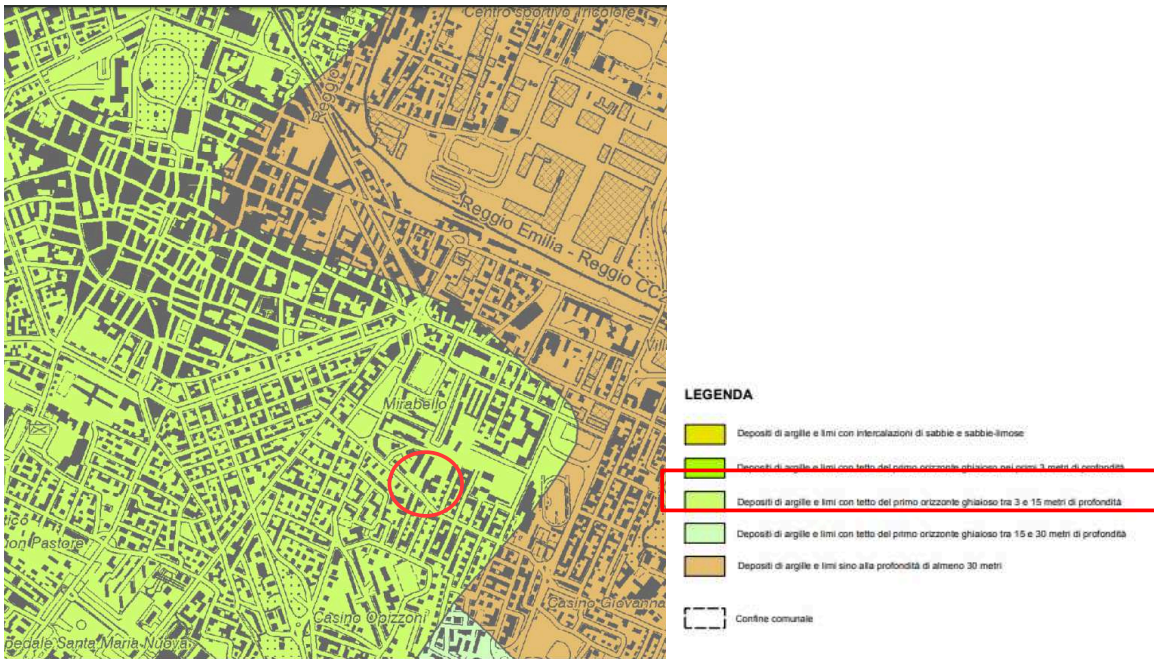 Centro sportivo Tricolore
Reggio Emilia
Reggio Emilia - Reggio CC
Mirabello
on Pastore
Casino Opizzoni
Casino Giovanna
pedale Santa Maria Nuova
LEGENDA
Depositi di argille e limi con intercalazioni di sabbie e sabbie-limose
Depositi di argille e limi con tetto del primo orizzonte ghiaioso nei primi 3 metri di profondità
Depositi di argille e limi con tetto del primo orizzonte ghiaioso tra 3 e 15 metri di profondità
Depositi di argille e limi con tetto del primo orizzonte ghiaioso tra 15 e 30 metri di profondità
Depositi di argille e limi sino alla profondità di almeno 30 metri
Confine comunale